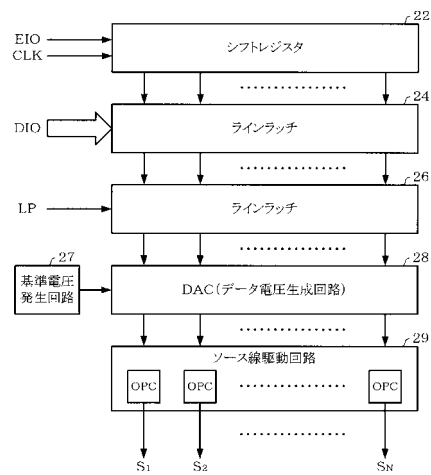 22
EIO
CLK
シフトレジスタ
24
DIO
ラインラッチ
26
LP
ラインラッチ
27
基準電圧
発生回路
28
DAC(データ電圧生成回路)
29
ソース線駆動回路
OPC OPC OPC
S1 S2 SN